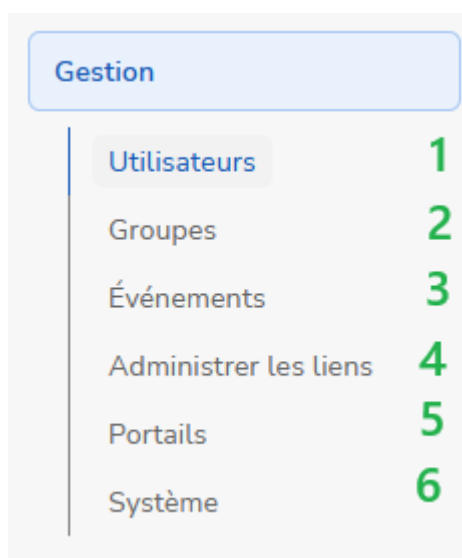 Gestion
Utilisateurs 1
Groupes 2
Événements 3
Administrer les liens 4
Portails 5
Système 6